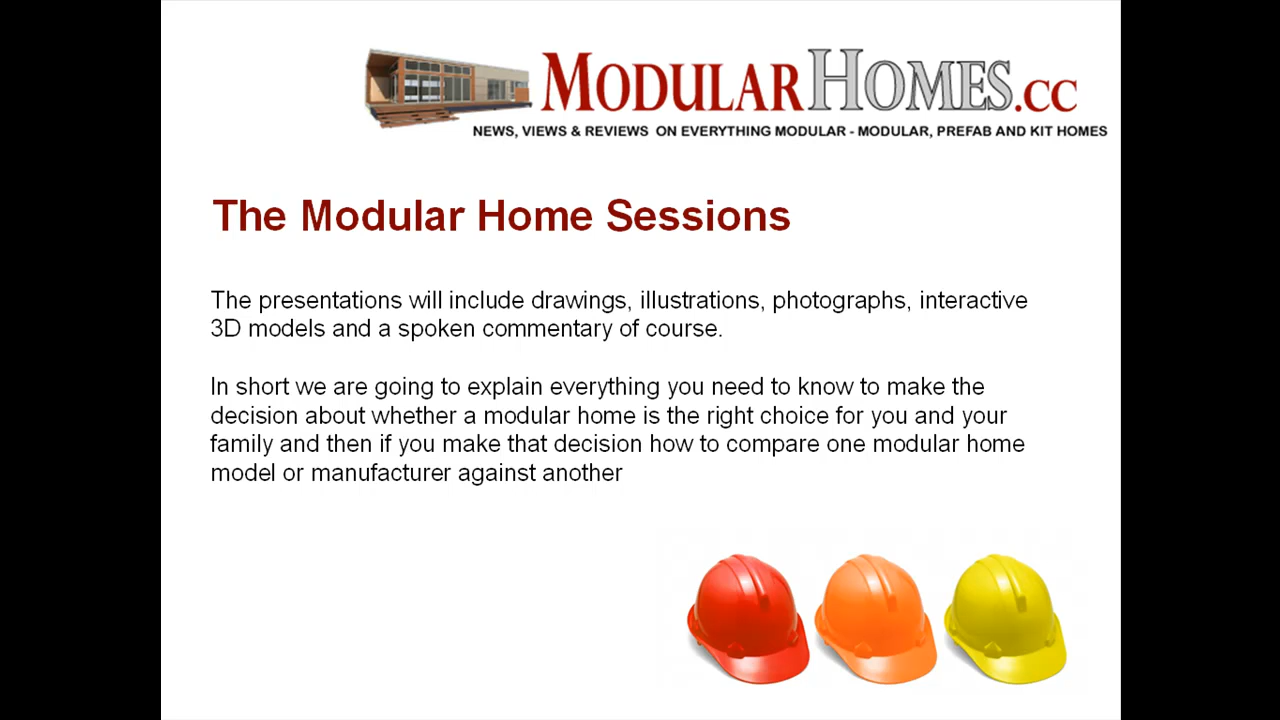 MODULARHOMES.CC
NEWS, VIEWS & REVIEWS ON EVERYTHING MODULAR - MODULAR, PREFAB AND KIT HOMES
The Modular Home Sessions
The presentations will include drawings, illustrations, photographs, interactive
3D models and a spoken commentary of course.
In short we are going to explain everything you need to know to make the
decision about whether a modular home is the right choice for you and your
family and then if you make that decision how to compare one modular home
model or manufacturer against another